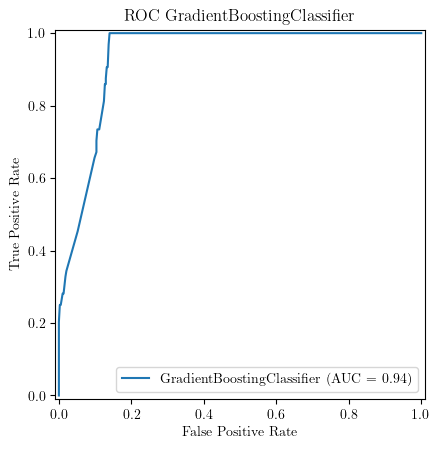 ROC GradientBoostingClassifier
1.0
0.8
0.6
0.4
0.2
0.0
True Positive Rate
GradientBoostingClassifier (AUC = 0.94)
0.0 0.2 0.4 0.6 0.8 1.0
False Positive Rate